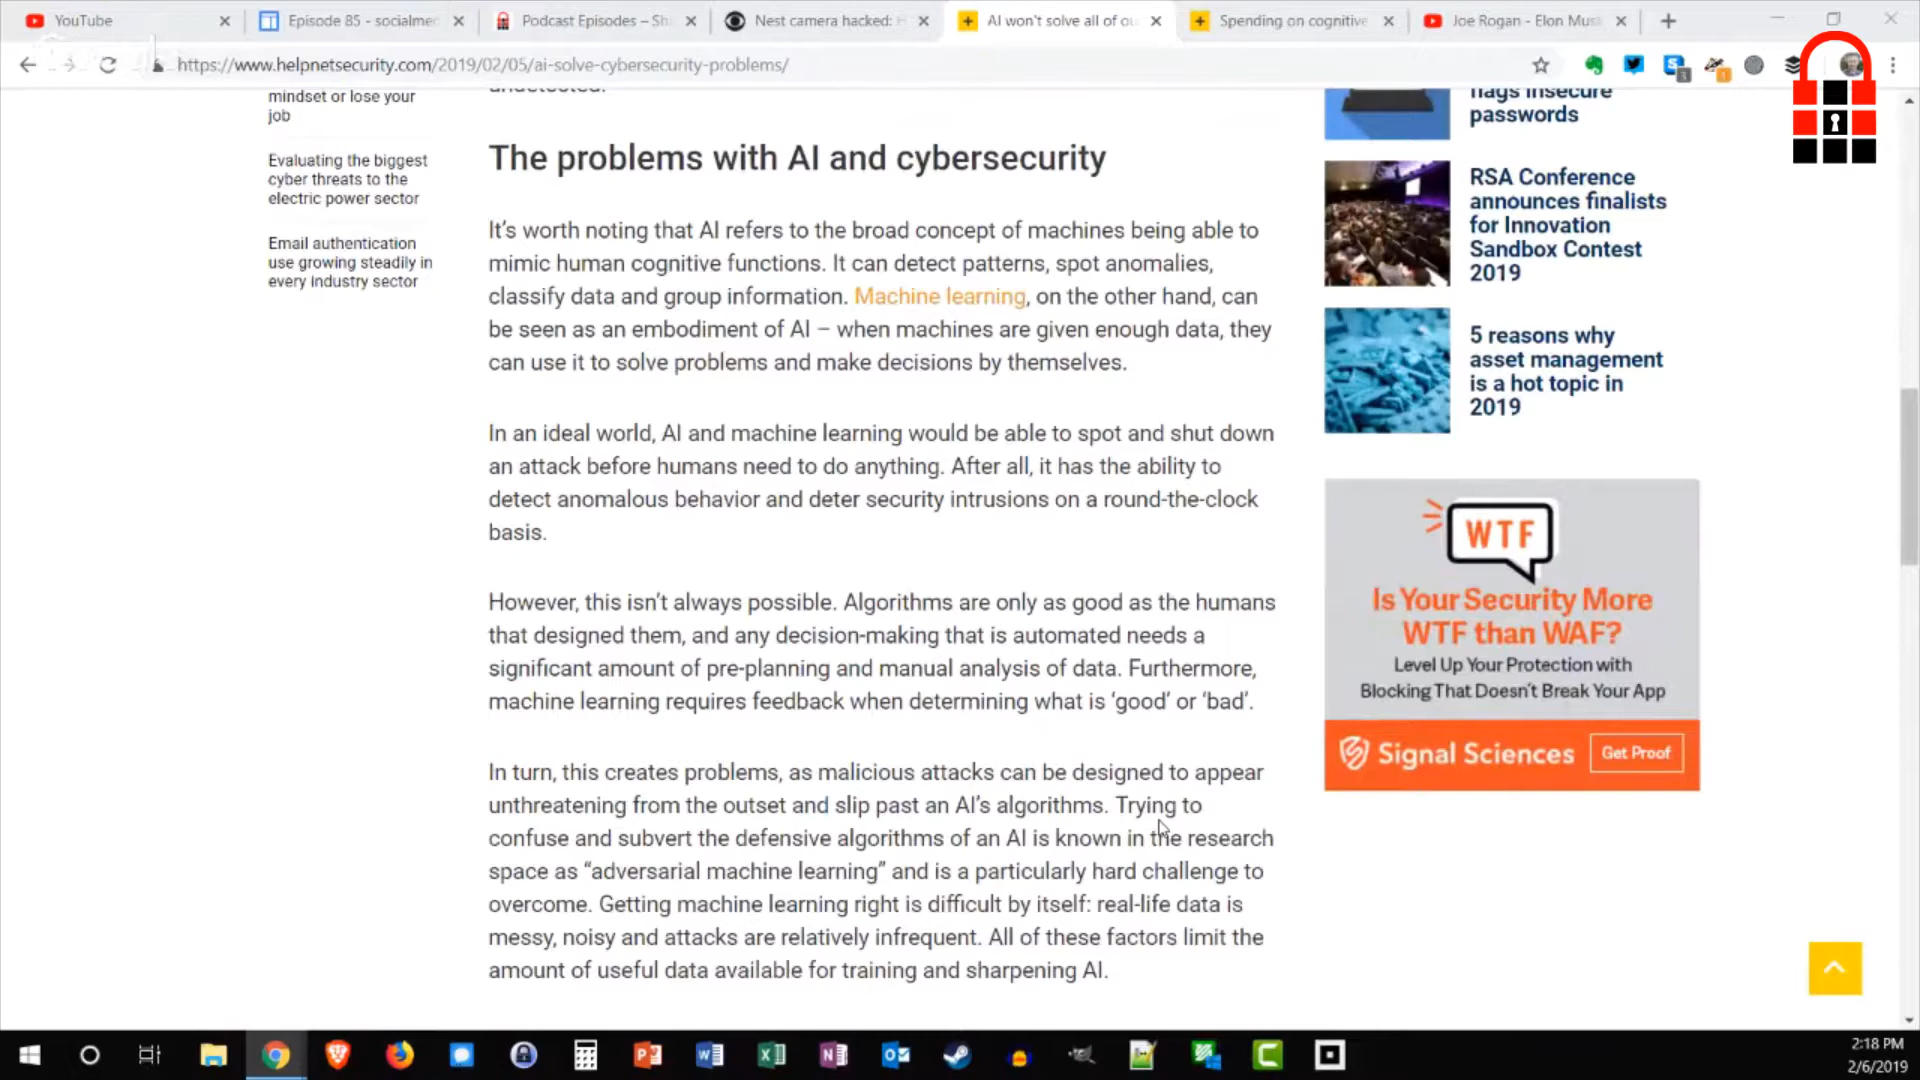 YouTube
Episode 85 - socialmed
Podcast Episodes – Sh
Nest camera hacked: H
AI won't solve all of ou
Spending on cognitive
Joe Rogan - Elon Musk
https://www.helpnetsecurity.com/2019/02/05/ai-solve-cybersecurity-problems/
mindset or lose your
job
Evaluating the biggest
cyber threats to the
electric power sector
Email authentication
use growing steadily in
every industry sector
undetected.
The problems with AI and cybersecurity
It's worth noting that AI refers to the broad concept of machines being able to
mimic human cognitive functions. It can detect patterns, spot anomalies,
classify data and group information. Machine learning, on the other hand, can
be seen as an embodiment of AI – when machines are given enough data, they
can use it to solve problems and make decisions by themselves.
In an ideal world, AI and machine learning would be able to spot and shut down
an attack before humans need to do anything. After all, it has the ability to
detect anomalous behavior and deter security intrusions on a round-the-clock
basis.
However, this isn't always possible. Algorithms are only as good as the humans
that designed them, and any decision-making that is automated needs a
significant amount of pre-planning and manual analysis of data. Furthermore,
machine learning requires feedback when determining what is 'good' or 'bad'.
In turn, this creates problems, as malicious attacks can be designed to appear
unthreatening from the outset and slip past an AI's algorithms. Trying to
confuse and subvert the defensive algorithms of an AI is known in the research
space as “adversarial machine learning” and is a particularly hard challenge to
overcome. Getting machine learning right is difficult by itself: real-life data is
messy, noisy and attacks are relatively infrequent. All of these factors limit the
amount of useful data available for training and sharpening AI.
flags insecure
passwords
RSA Conference
announces finalists
for Innovation
Sandbox Contest
2019
5 reasons why
asset management
is a hot topic in
2019
WTF
Is Your Security More
WTF than WAF?
Level Up Your Protection with
Blocking That Doesn't Break Your App
Signal Sciences
Get Proof
2:18 PM
2/6/2019